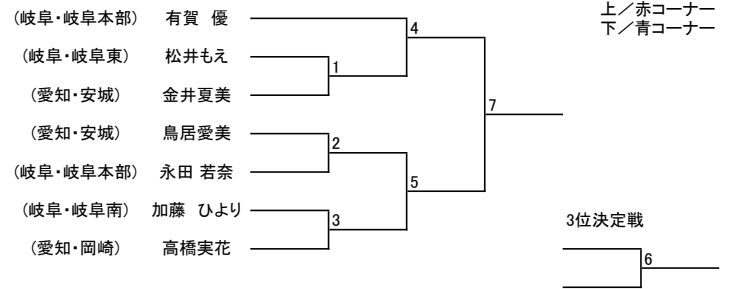 上／赤コーナー
下／青コーナー
(岐阜・岐阜本部) 有賀 優
4
(岐阜・岐阜東) 松井もえ
1
(愛知・安城) 金井夏美
7
(愛知・安城) 鳥居愛美
2
(岐阜・岐阜本部) 永田 若奈
5
(岐阜・岐阜南) 加藤 ひより
3
(愛知・岡崎) 高橋実花
3位決定戦
6